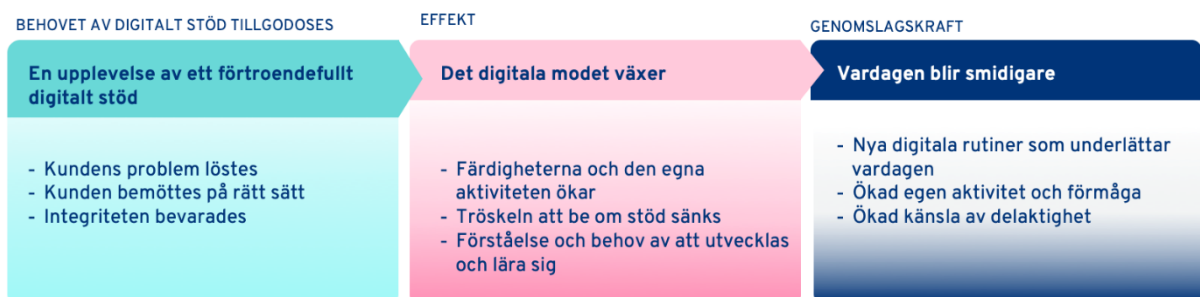 BEHOVET AV DIGITALT STÖD TILLGODOSES
En upplevelse av ett förtroendefullt
digitalt stöd
- Kundens problem löstes
- Kunden bemöttes på rätt sätt
- Integriteten bevarades
EFFEKT
Det digitala modet växer
- Färdigheterna och den egna
aktiviteten ökar
- Tröskeln att be om stöd sänks
- Förståelse och behov av att utvecklas
och lära sig
GENOMSLAGSKRAFT
Vardagen blir smidigare
- Nya digitala rutiner som underlättar
vardagen
- Ökad egen aktivitet och förmåga
- Ökad känsla av delaktighet